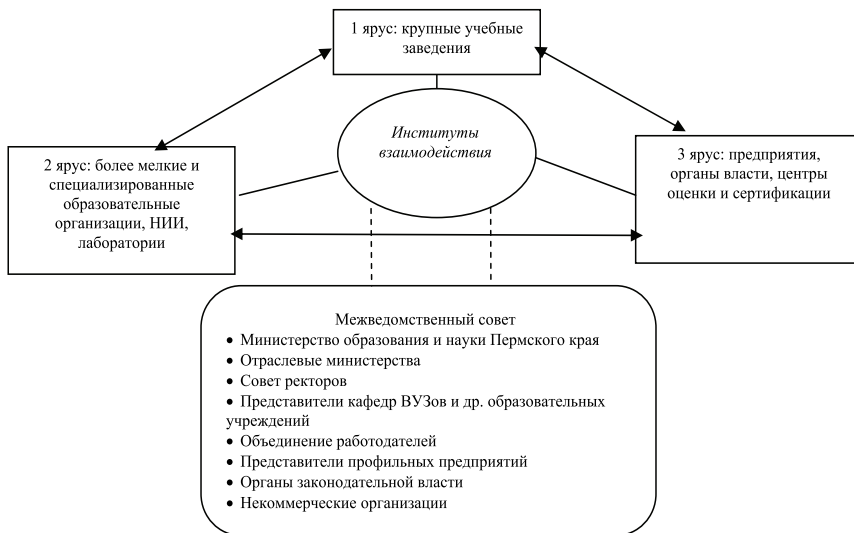 1 ярус: крупные учебные
заведения
Институты
взаимодействия
2 ярус: более мелкие и
специализированные
образовательные
организации, НИИ,
лаборатории
3 ярус: предприятия,
органы власти, центры
оценки и сертификации
Межведомственный совет
• Министерство образования и науки Пермского края
• Отраслевые министерства
• Совет ректоров
• Представители кафедр ВУЗов и др. образовательных
учреждений
• Объединение работодателей
• Представители профильных предприятий
• Органы законодательной власти
• Некоммерческие организации